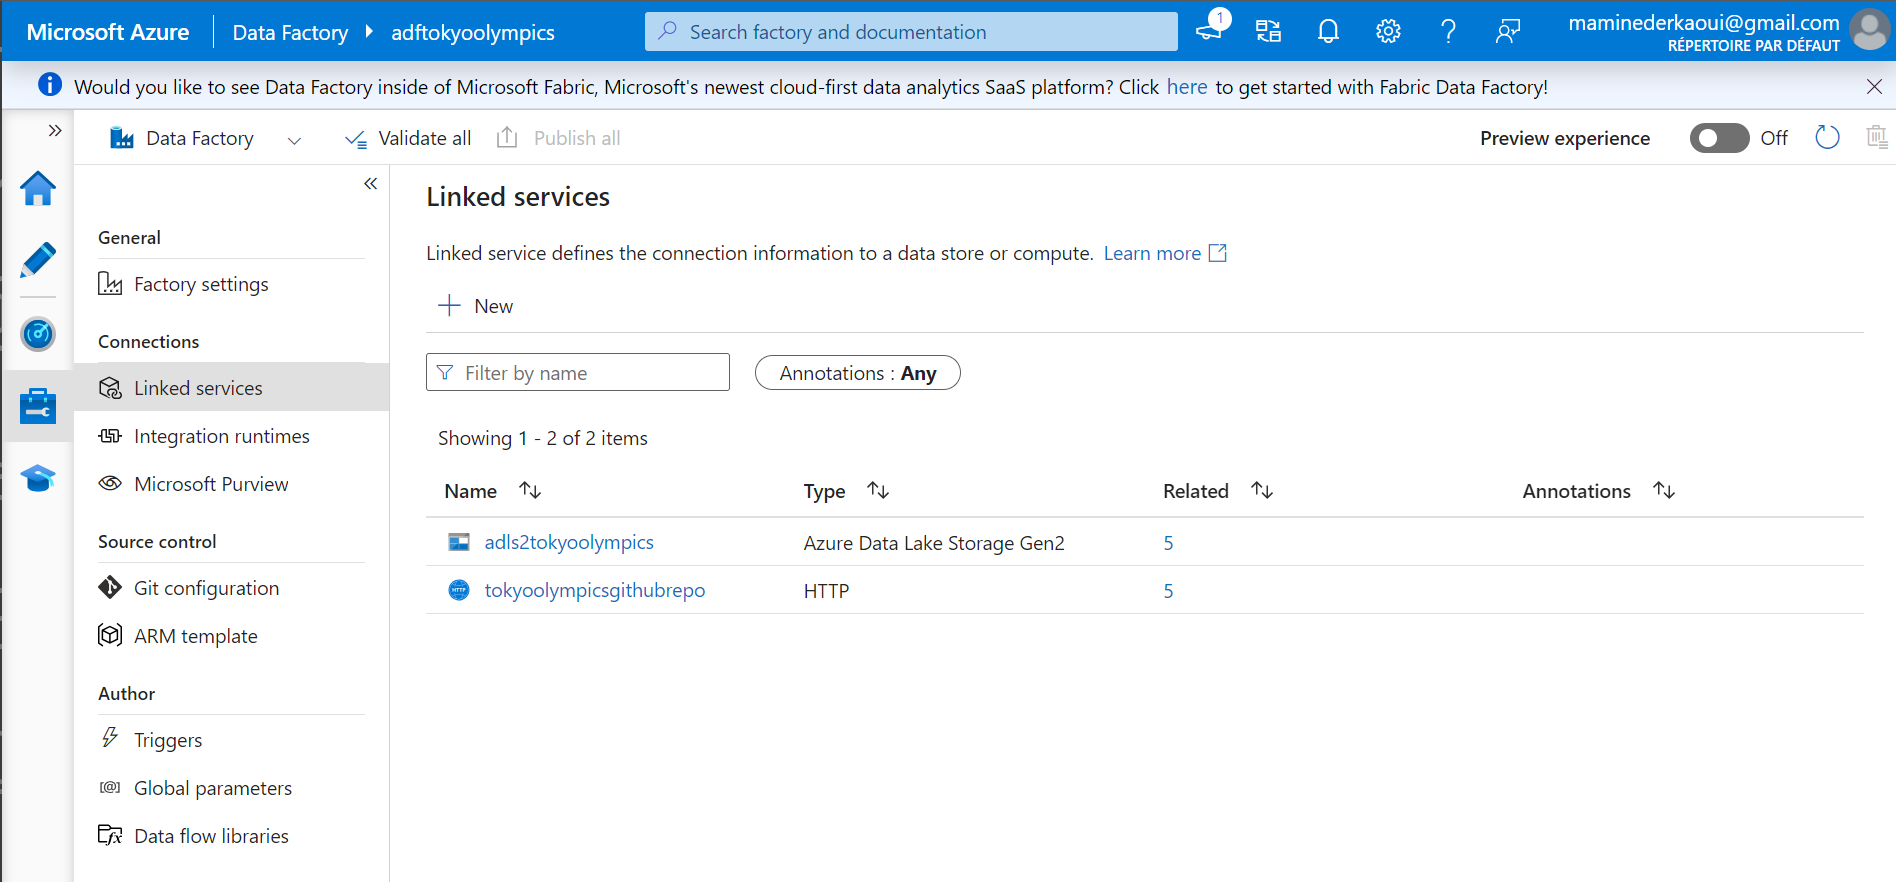 Microsoft Azure
Data Factory
adftokyoolympics
Search factory and documentation
1
maminederkaoui@gmail.com
RÉPERTOIRE PAR DÉFAUT
Would you like to see Data Factory inside of Microsoft Fabric, Microsoft's newest cloud-first data analytics SaaS platform? Click here to get started with Fabric Data Factory!
Data Factory
Validate all
Publish all
Preview experience
Off
General
Factory settings
Connections
Linked services
Integration runtimes
Microsoft Purview
Source control
Git configuration
ARM template
Author
Triggers
Global parameters
Data flow libraries
Linked services
Linked service defines the connection information to a data store or compute. Learn more
New
Filter by name
Annotations : Any
Showing 1 - 2 of 2 items
Name Type Related Annotations
adls2tokyoolympics Azure Data Lake Storage Gen2 5
HTTP tokyoolympicsgithubrepo HTTP 5